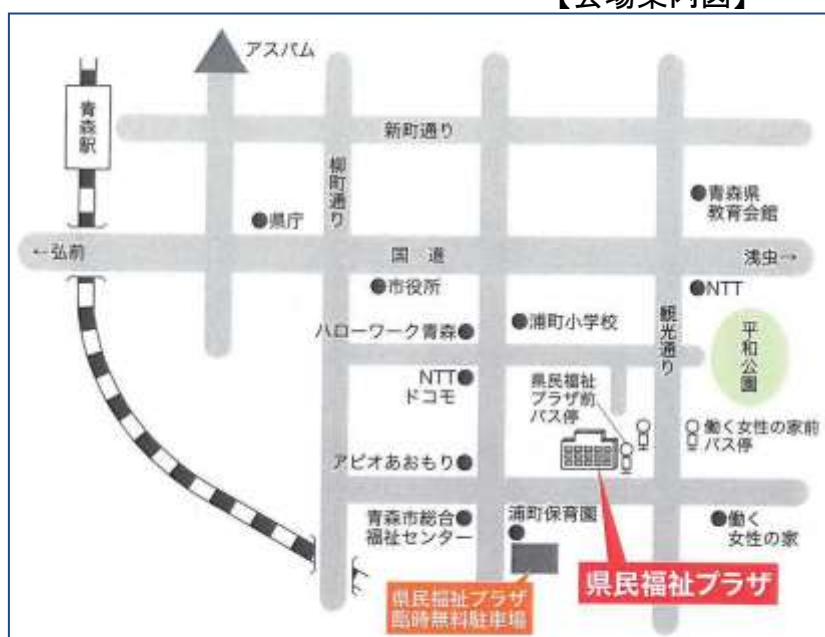 【会場案内図】
アスパム
青森駅
新町通り
柳町通り
●青森県
教育会館
●県庁
←弘前
国道
浅虫→
●市役所
●NTT
ハローワーク青森●
●浦町小学校
観光通り
平和公園
NTT●
ドコモ
県民福祉
プラザ前
バス停
働く女性の家前
バス停
アピオあおもり●
青森市総合●
福祉センター
浦町保育園
●働く
女性の家
県民福祉プラザ
臨時無料駐車場
県民福祉プラザ